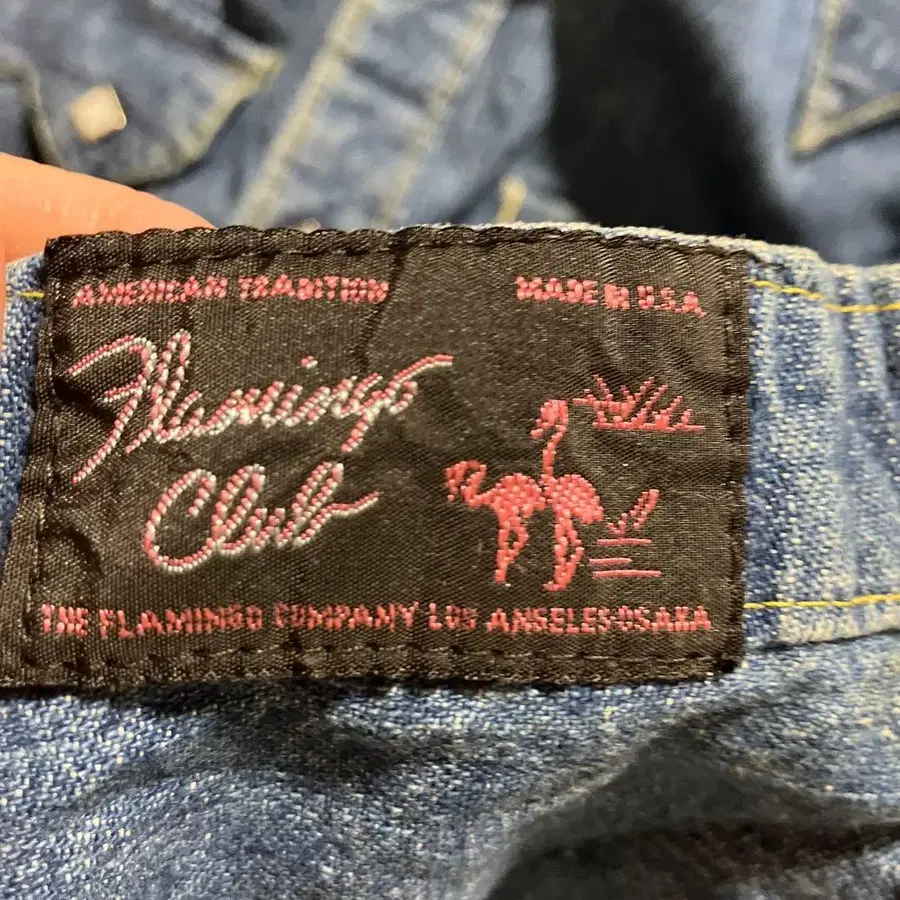 AMERICAN TRADITION MADE IN U.S.A.
Flamingo
Club
THE FLAMINGO COMPANY LOS ANGELES·OSAKA